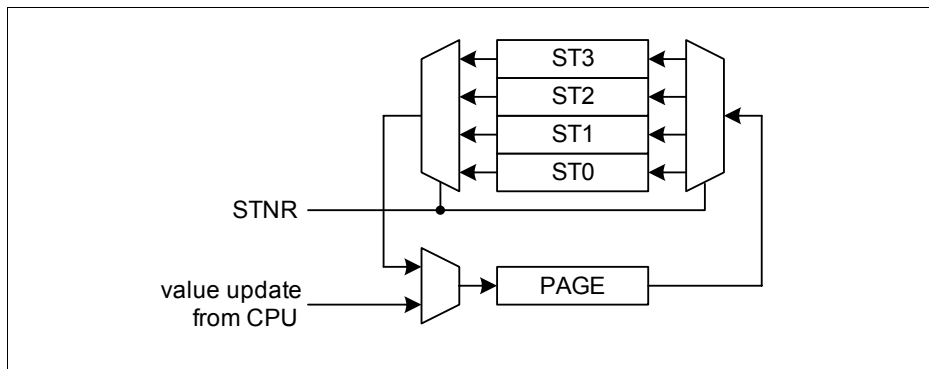 ST3
ST2
ST1
ST0
STNR
value update
from CPU
PAGE